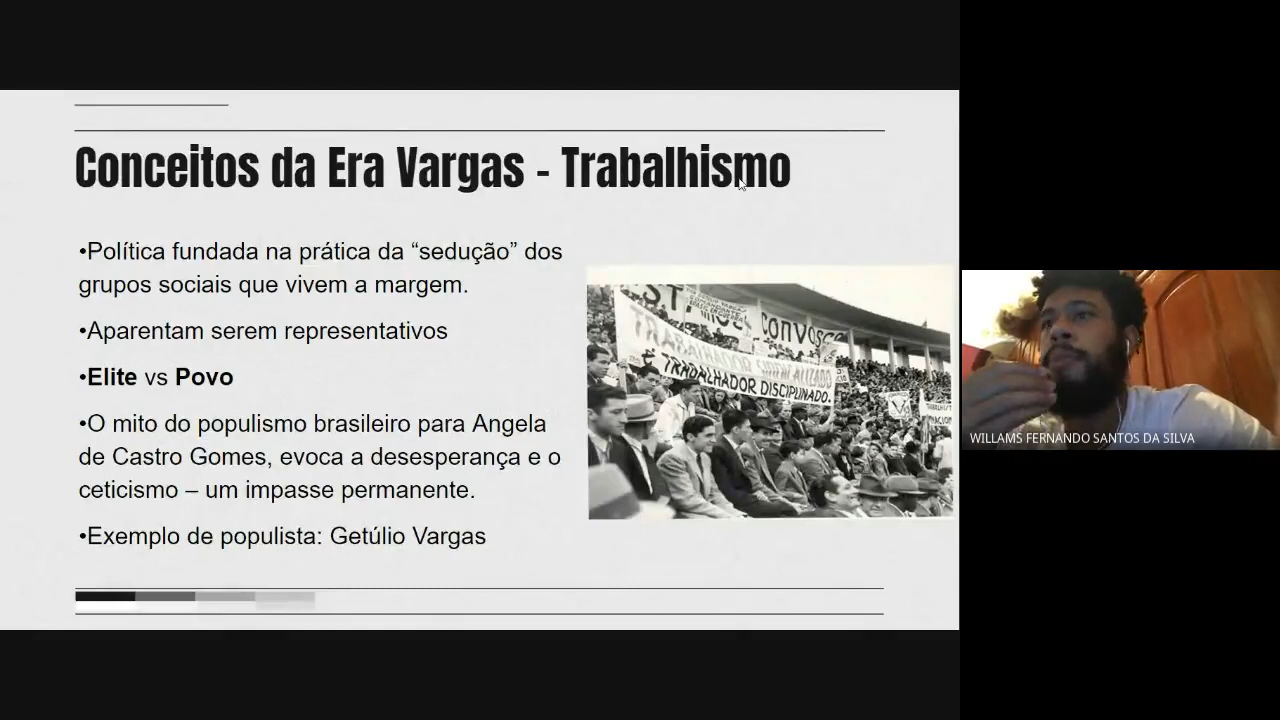 Conceitos da Era Vargas - Trabalhismo
•Política fundada na prática da “sedução” dos
grupos sociais que vivem a margem.
•Aparentam serem representativos
•Elite vs Povo
•O mito do populismo brasileiro para Angela
de Castro Gomes, evoca a desesperança e o
ceticismo – um impasse permanente.
•Exemplo de populista: Getúlio Vargas
CONVOSCO
TRABALHADOR SINDICALIZADO
É TRABALHADOR DISCIPLINADO.
WILLAMS FERNANDO SANTOS DA SILVA